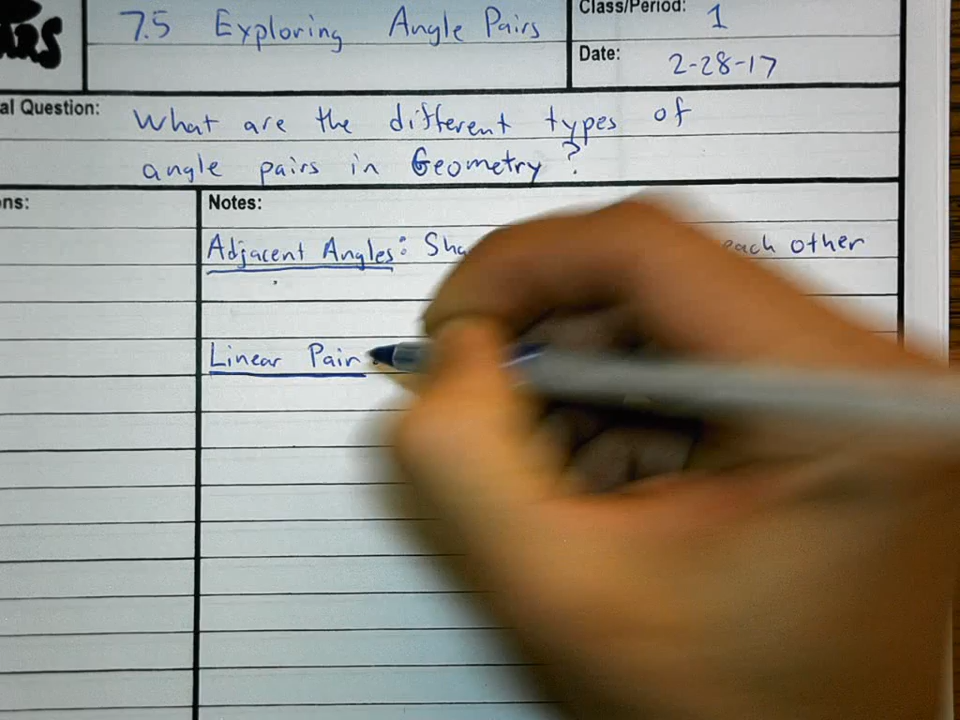 7.5 Exploring Angle Pairs
Class/Period: 1
Date: 2-28-17
al Question: What are the different types of
angle pairs in Geometry?
ns:
Notes:
Adjacent Angles: Sha each other
Linear Pair